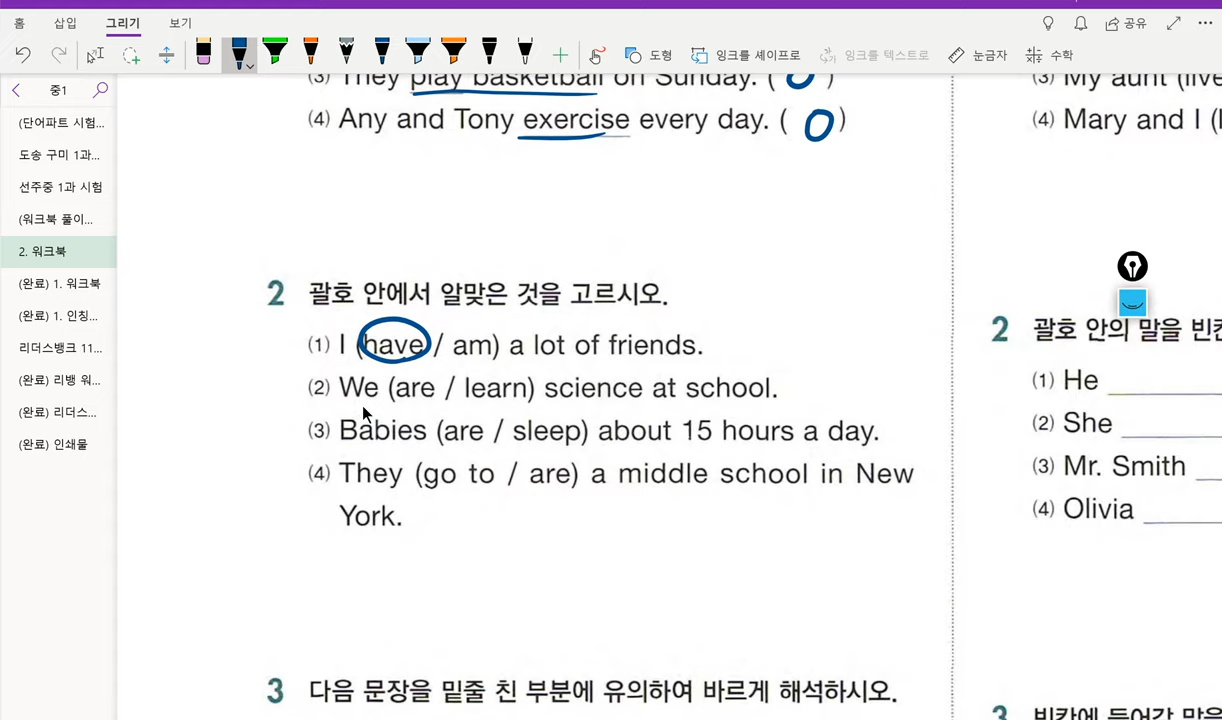 홈 삽입 그리기 보기 공유
도형 잉크를 셰이프로 잉크를 텍스트로 눈금자 수학
중1
(단어파트 시험...
도송 구미 1과...
선주중 1과 시험
(워크북 풀이...
2. 워크북
(완료) 1. 워크북
(완료) 1. 인칭...
리더스뱅크 11...
(완료) 리뱅 워...
(완료) 리더스...
(완료) 인쇄물
(3) They play basketball on Sunday. ( O )
(4) Any and Tony exercise every day. ( O )
2 괄호 안에서 알맞은 것을 고르시오.
(1) I (have / am) a lot of friends.
(2) We (are / learn) science at school.
(3) Babies (are / sleep) about 15 hours a day.
(4) They (go to / are) a middle school in New
York.
3 다음 문장을 밑줄 친 부분에 유의하여 바르게 해석하시오.
(3) My aunt (live
(4) Mary and I (
2 괄호 안의 말을 빈칸
(1) He
(2) She
(3) Mr. Smith
(4) Olivia
3 빈칸에 들어갈 말을